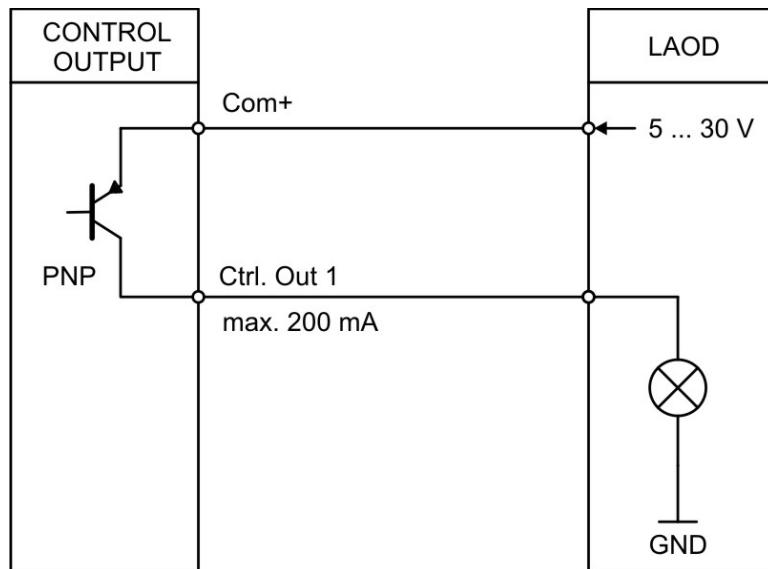 CONTROL
OUTPUT
LAOD
Com+
5 ... 30 V
PNP
Ctrl. Out 1
max. 200 mA
GND